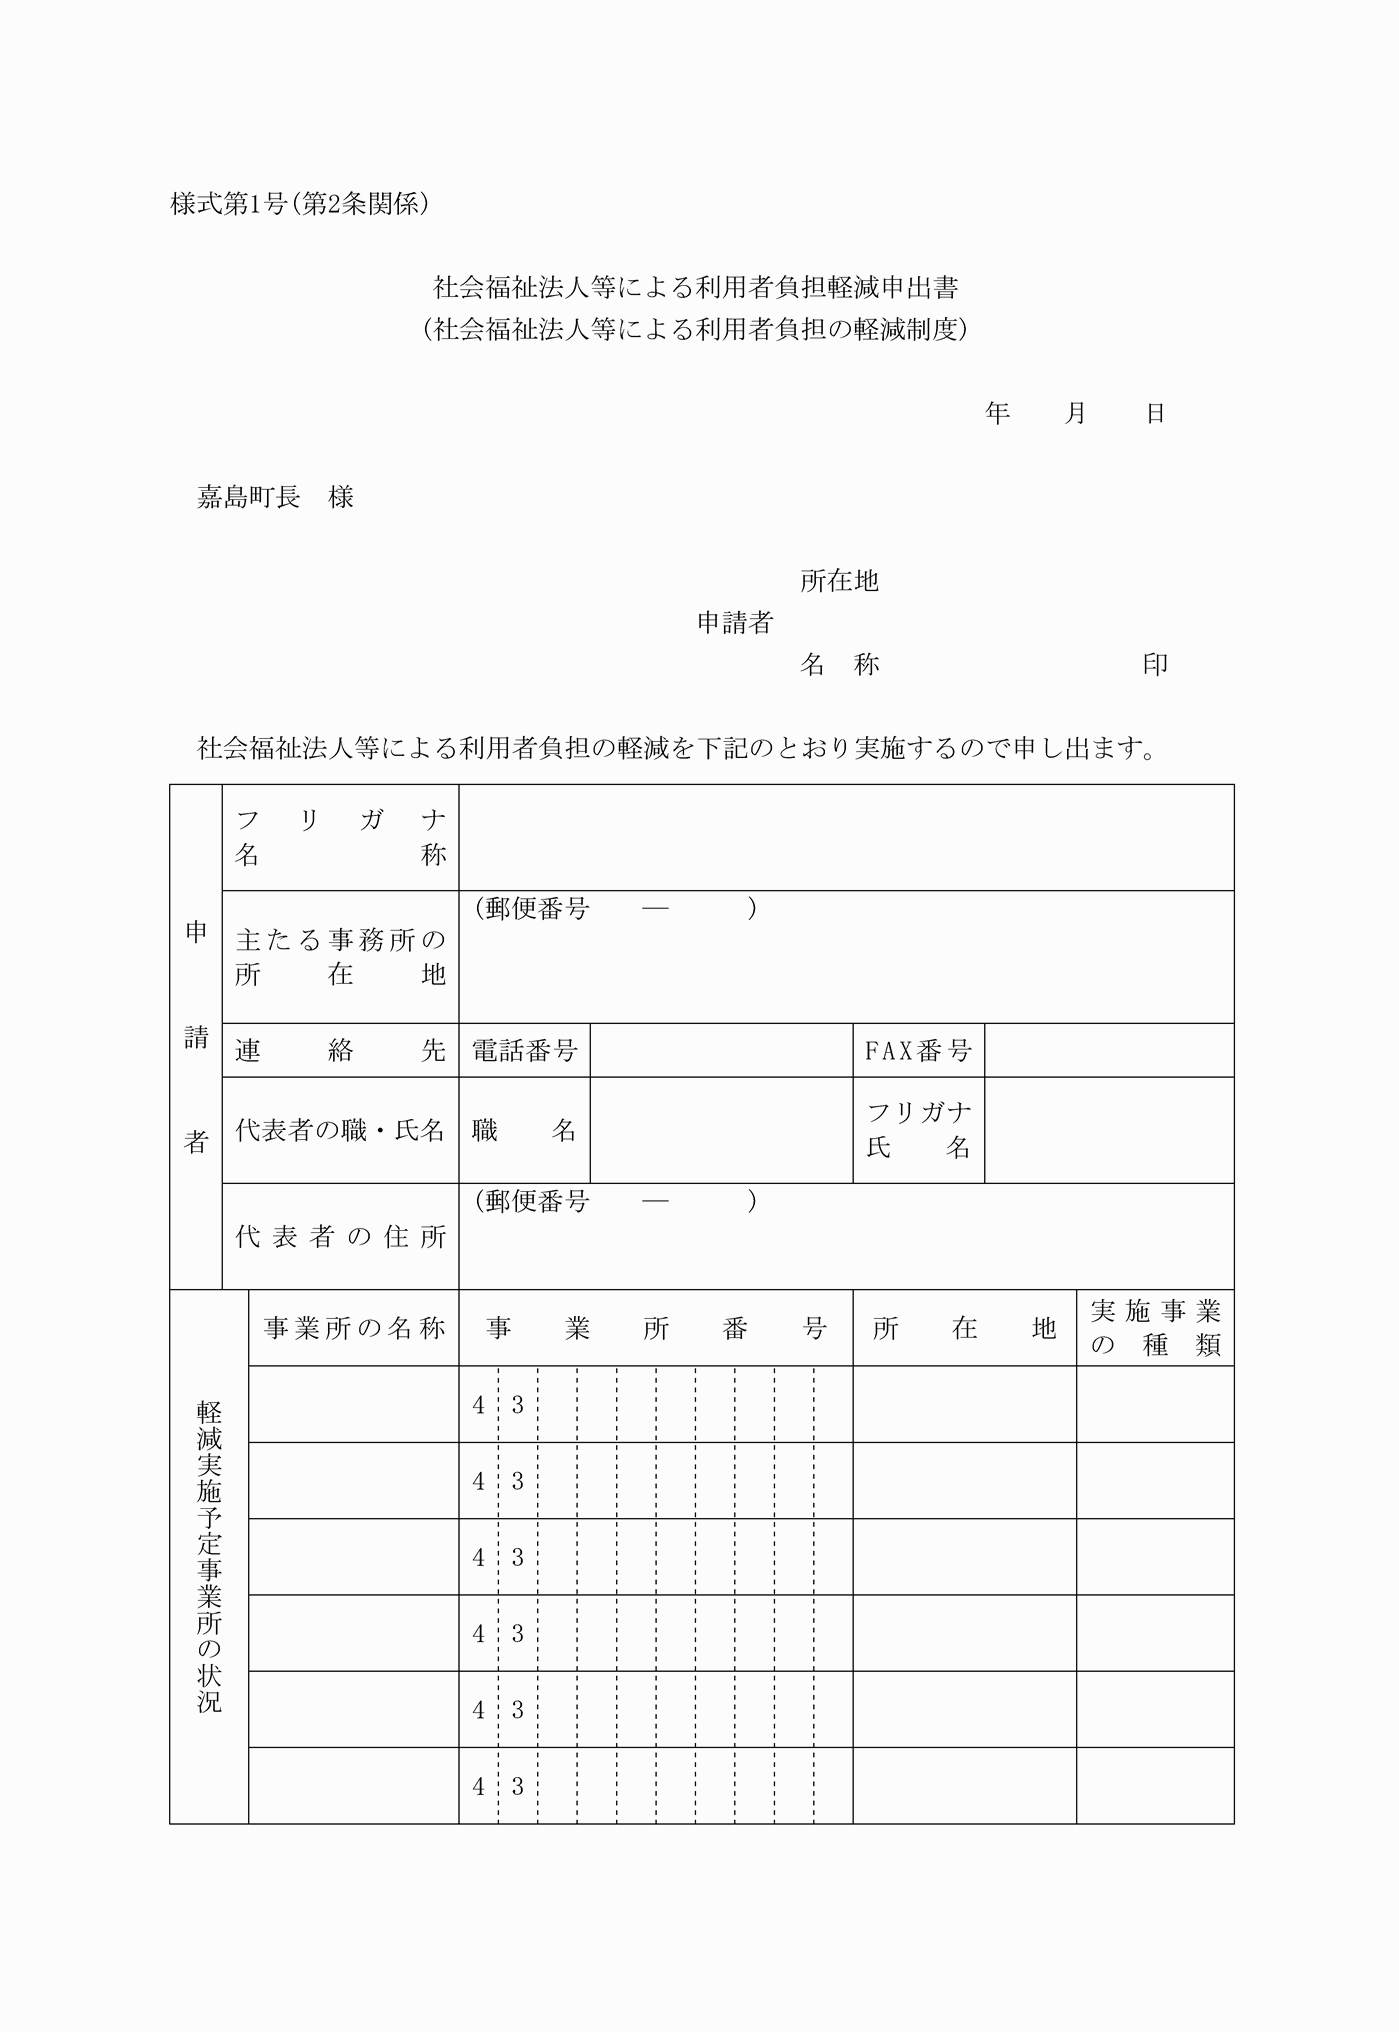 様式第1号(第2条関係)
社会福祉法人等による利用者負担軽減申出書
(社会福祉法人等による利用者負担の軽減制度)
年　月　日
嘉島町長　様
所在地
申請者
名　称　印
社会福祉法人等による利用者負担の軽減を下記のとおり実施するので申し出ます。
申請者
フリガナ
名称
主たる事務所の
所在地
(郵便番号　―　)
連絡先　電話番号　FAX番号
代表者の職・氏名　職名
フリガナ
氏名
代表者の住所
(郵便番号　―　)
軽減実施予定事業所の状況
事業所の名称　事業所番号　所在地
実施事業
の種類
4 3
4 3
4 3
4 3
4 3
4 3